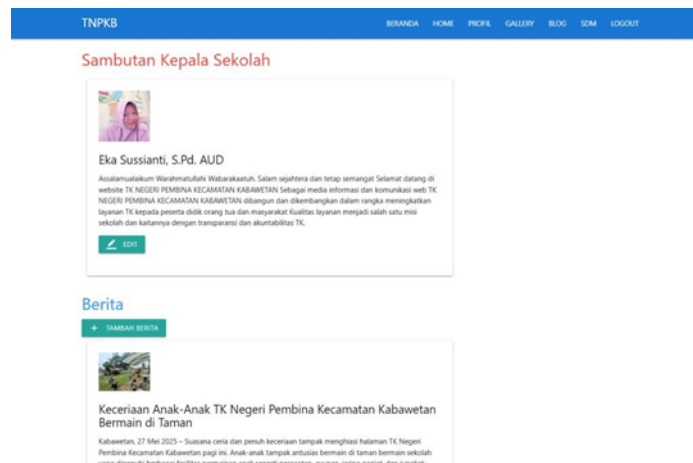 TNPKB
BERANDA HOME PROFIL GALLERY BLOG SDM LOGOUT
Sambutan Kepala Sekolah
Eka Sussianti, S.Pd. AUD
Assalamualaikum Warahmatullahi Wabarakaatuh. Salam sejahtera dan tetap semangat Selamat datang di
website TK NEGERI PEMBINA KECAMATAN KABAWETAN Sebagai media informasi dan komunikasi web TK
NEGERI PEMBINA KECAMATAN KABAWETAN dibangun dan dikembangkan dalam rangka meningkatkan
layanan TK kepada peserta didik orang tua dan masyarakat Kualitas layanan menjadi salah satu misi
sekolah dan kaitannya dengan transparansi dan akuntabilitas TK.
EDIT
Berita
+ TAMBAH BERITA
Keceriaan Anak-Anak TK Negeri Pembina Kecamatan Kabawetan
Bermain di Taman
Kabawetan, 27 Mei 2025 – Suasana ceria dan penuh keceriaan tampak menghiasi halaman TK Negeri
Pembina Kecamatan Kabawetan pagi ini. Anak-anak tampak antusias bermain di taman bermain sekolah